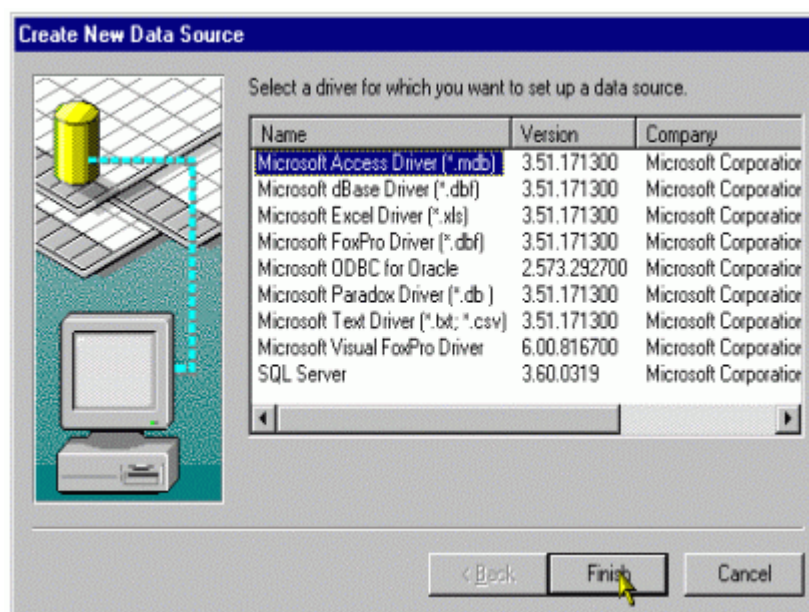 Create New Data Source
Select a driver for which you want to set up a data source.
Name Version Company
Microsoft Access Driver (*.mdb) 3.51.171300 Microsoft Corporation
Microsoft dBase Driver (*.dbf) 3.51.171300 Microsoft Corporation
Microsoft Excel Driver (*.xls) 3.51.171300 Microsoft Corporation
Microsoft FoxPro Driver (*.dbf) 3.51.171300 Microsoft Corporation
Microsoft ODBC for Oracle 2.573.292700 Microsoft Corporation
Microsoft Paradox Driver (*.db ) 3.51.171300 Microsoft Corporation
Microsoft Text Driver (*.txt; *.csv) 3.51.171300 Microsoft Corporation
Microsoft Visual FoxPro Driver 6.00.816700 Microsoft Corporation
SQL Server 3.60.0319 Microsoft Corporation
< Back Finish Cancel